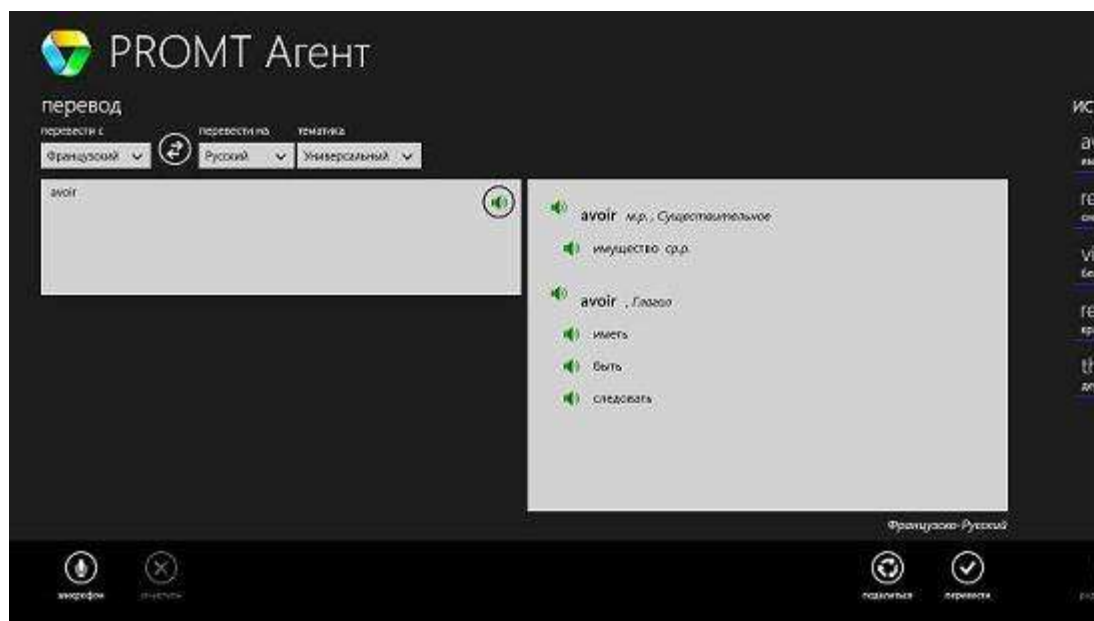 PROMT Агент
перевод
перевести с
перевести на
тематика
Французский
Русский
Универсальный
avoir
avoir м.р., Существительное
имущество ср.р.
avoir , Глагол
иметь
быть
следовать
Французско-Русский
микрофон
очистить
поделиться
перевести